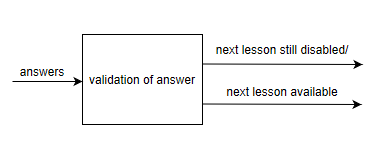 next lesson still disabled/
answers
validation of answer
next lesson available